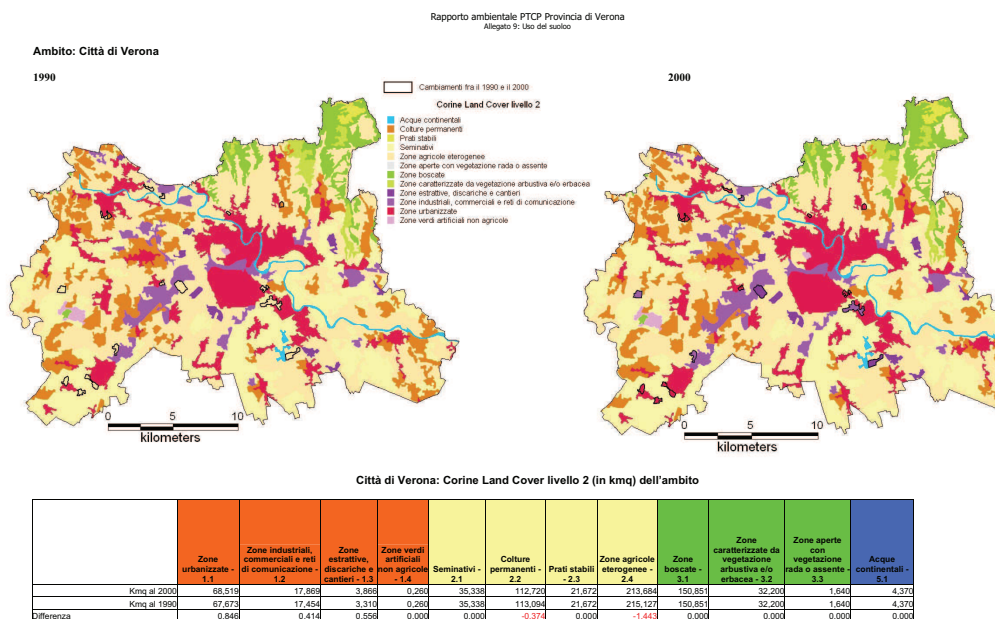 Rapporto ambientale PTCP Provincia di Verona
Allegato 9: Uso del suoloo
Ambito: Città di Verona
1990
2000
Cambiamenti fra il 1990 e il 2000
Corine Land Cover livello 2
Acque continentali
Colture permanenti
Prati stabili
Seminativi
Zone agricole eterogenee
Zone aperte con vegetazione rada o assente
Zone boscate
Zone caratterizzate da vegetazione arbustiva e/o erbacea
Zone estrattive, discariche e cantieri
Zone industriali, commerciali e reti di comunicazione
Zone urbanizzate
Zone verdi artificiali non agricole
0 5 10
kilometers
0 5 10
kilometers
Città di Verona: Corine Land Cover livello 2 (in kmq) dell'ambito
Zone urbanizzate - 1.1
Zone industriali, commerciali e reti di comunicazione - 1.2
Zone estrattive, discariche e cantieri - 1.3
Zone verdi artificiali non agricole - 1.4
Seminativi - 2.1
Colture permanenti - 2.2
Prati stabili - 2.3
Zone agricole eterogenee - 2.4
Zone boscate - 3.1
Zone caratterizzate da vegetazione arbustiva e/o erbacea - 3.2
Zone aperte con vegetazione rada o assente - 3.3
Acque continentali - 5.1
Kmq al 2000 68,519 17,869 3,866 0,260 35,338 112,720 21,672 213,684 150,851 32,200 1,640 4,370
Kmq al 1990 67,673 17,454 3,310 0,260 35,338 113,094 21,672 215,127 150,851 32,200 1,640 4,370
Differenza 0,846 0,414 0,556 0,000 0,000 -0,374 0,000 -1,443 0,000 0,000 0,000 0,000